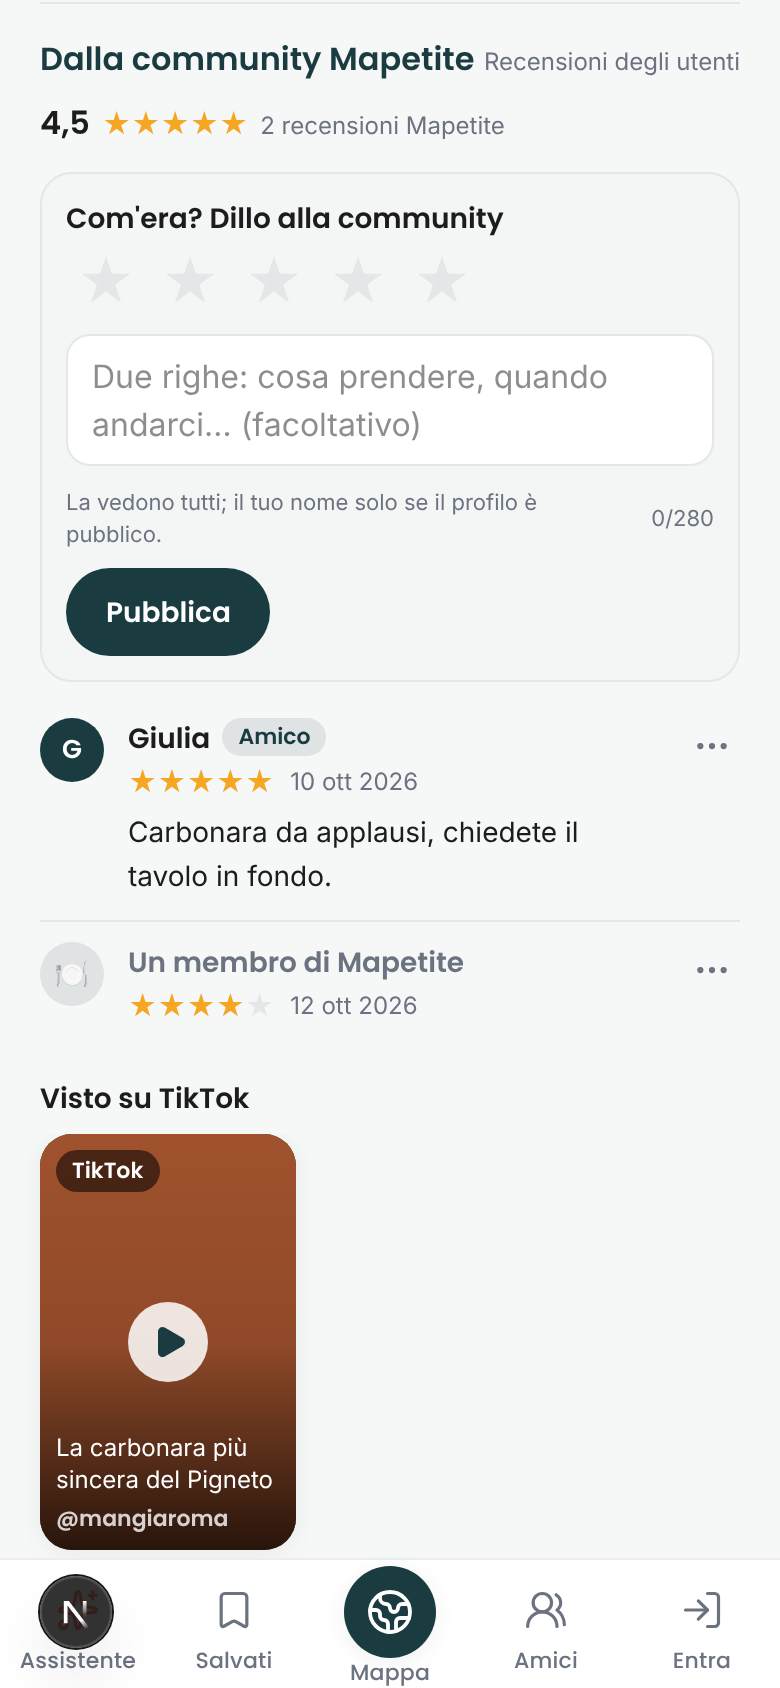 Dalla community Mapetite Recensioni degli utenti
4,5 ★★★★★ 2 recensioni Mapetite
Com'era? Dillo alla community
★ ★ ★ ★ ★
Due righe: cosa prendere, quando
andarci... (facoltativo)
La vedono tutti; il tuo nome solo se il profilo è
pubblico.
0/280
Pubblica
G
Giulia Amico
•••
★★★★★ 10 ott 2026
Carbonara da applausi, chiedete il
tavolo in fondo.
Un membro di Mapetite
•••
★★★★★ 12 ott 2026
Visto su TikTok
TikTok
La carbonara più
sincera del Pigneto
@mangiaroma
N
Assistente
Salvati
Mappa
Amici
Entra